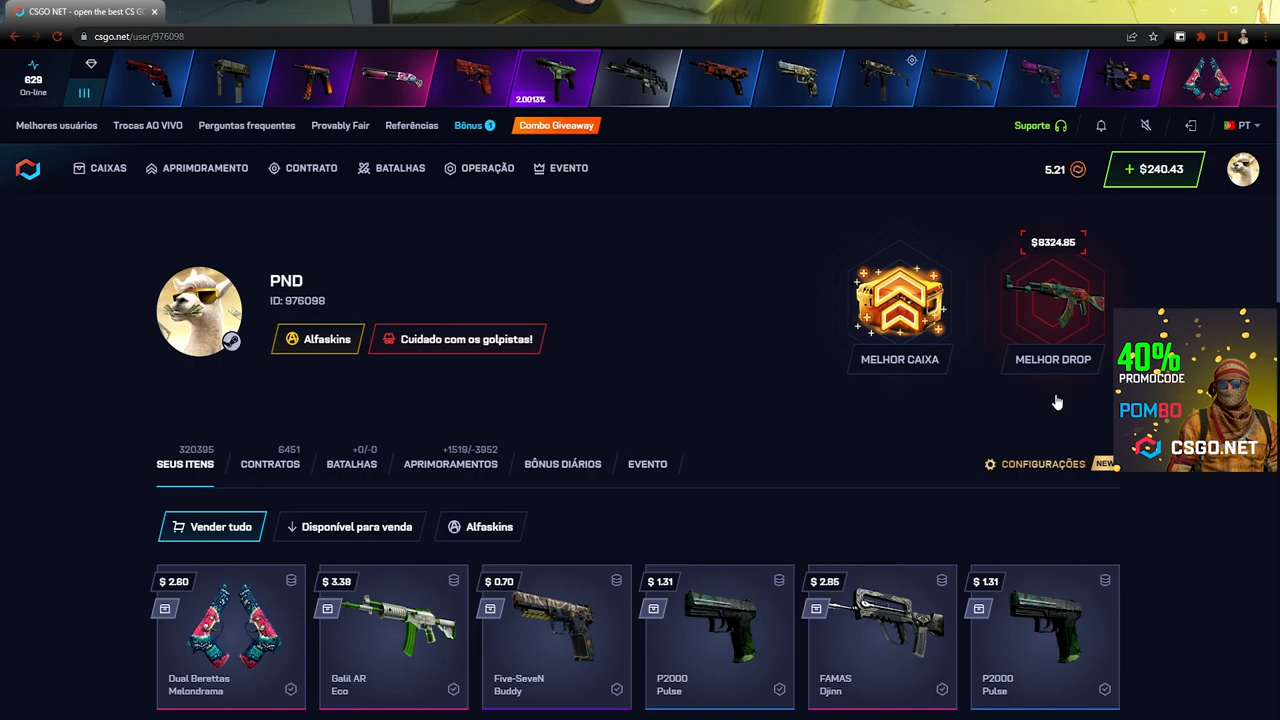 CSGO NET - open the best CS GO
csgo.net/user/976098
629
On-line
2.0013%
Melhores usuários Trocas AO VIVO Perguntas frequentes Provably Fair Referências Bônus 1 Combo Giveaway Suporte PT
CAIXAS APRIMORAMENTO CONTRATO BATALHAS OPERAÇÃO EVENTO 5.21 + $240.43
$8324.85
PND
ID: 976098
Alfaskins Cuidado com os golpistas!
MELHOR CAIXA MELHOR DROP
40%
PROMOCODE
POM80
CSGO.NET
320395 6451 +0/-0 +1519/-3952
SEUS ITENS CONTRATOS BATALHAS APRIMORAMENTOS BÔNUS DIÁRIOS EVENTO CONFIGURAÇÕES NEW
Vender tudo Disponível para venda Alfaskins
$ 2.60 $ 3.38 $ 0.70 $ 1.31 $ 2.85 $ 1.31
Dual Berettas Galil AR Five-SeveN P2000 FAMAS P2000
Melondrama Eco Buddy Pulse Djinn Pulse